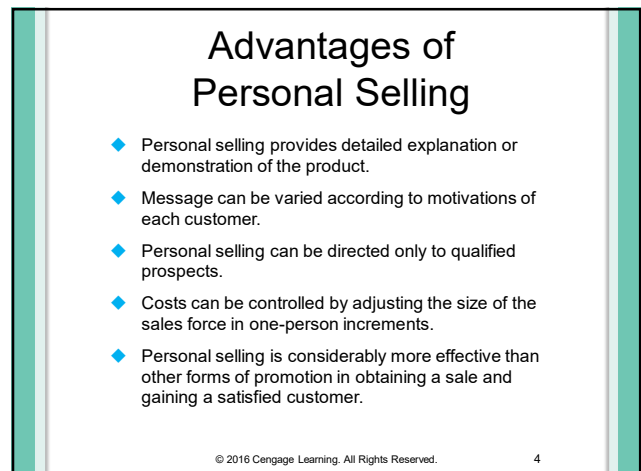 Advantages of
Personal Selling
Personal selling provides detailed explanation or
demonstration of the product.
Message can be varied according to motivations of
each customer.
Personal selling can be directed only to qualified
prospects.
Costs can be controlled by adjusting the size of the
sales force in one-person increments.
Personal selling is considerably more effective than
other forms of promotion in obtaining a sale and
gaining a satisfied customer.
© 2016 Cengage Learning. All Rights Reserved. 4